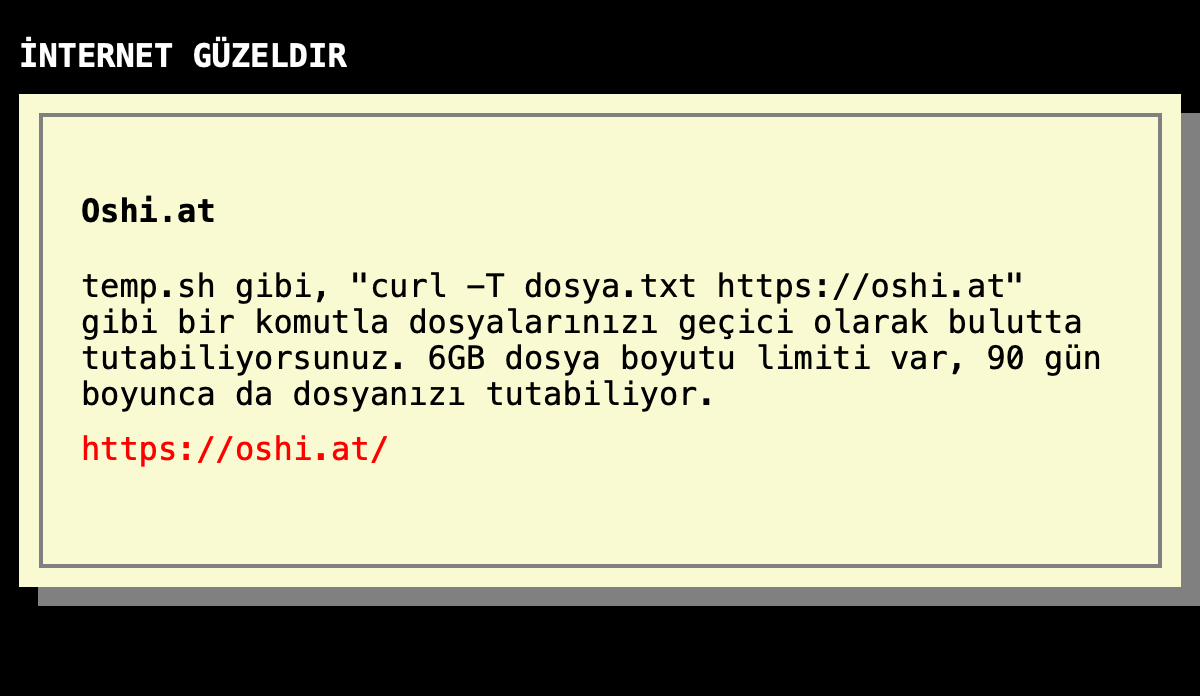 İNTERNET GÜZELDIR
Oshi.at
temp.sh gibi, "curl -T dosya.txt https://oshi.at"
gibi bir komutla dosyalarınızı geçici olarak bulutta
tutabiliyorsunuz. 6GB dosya boyutu limiti var, 90 gün
boyunca da dosyanızı tutabiliyor.
https://oshi.at/